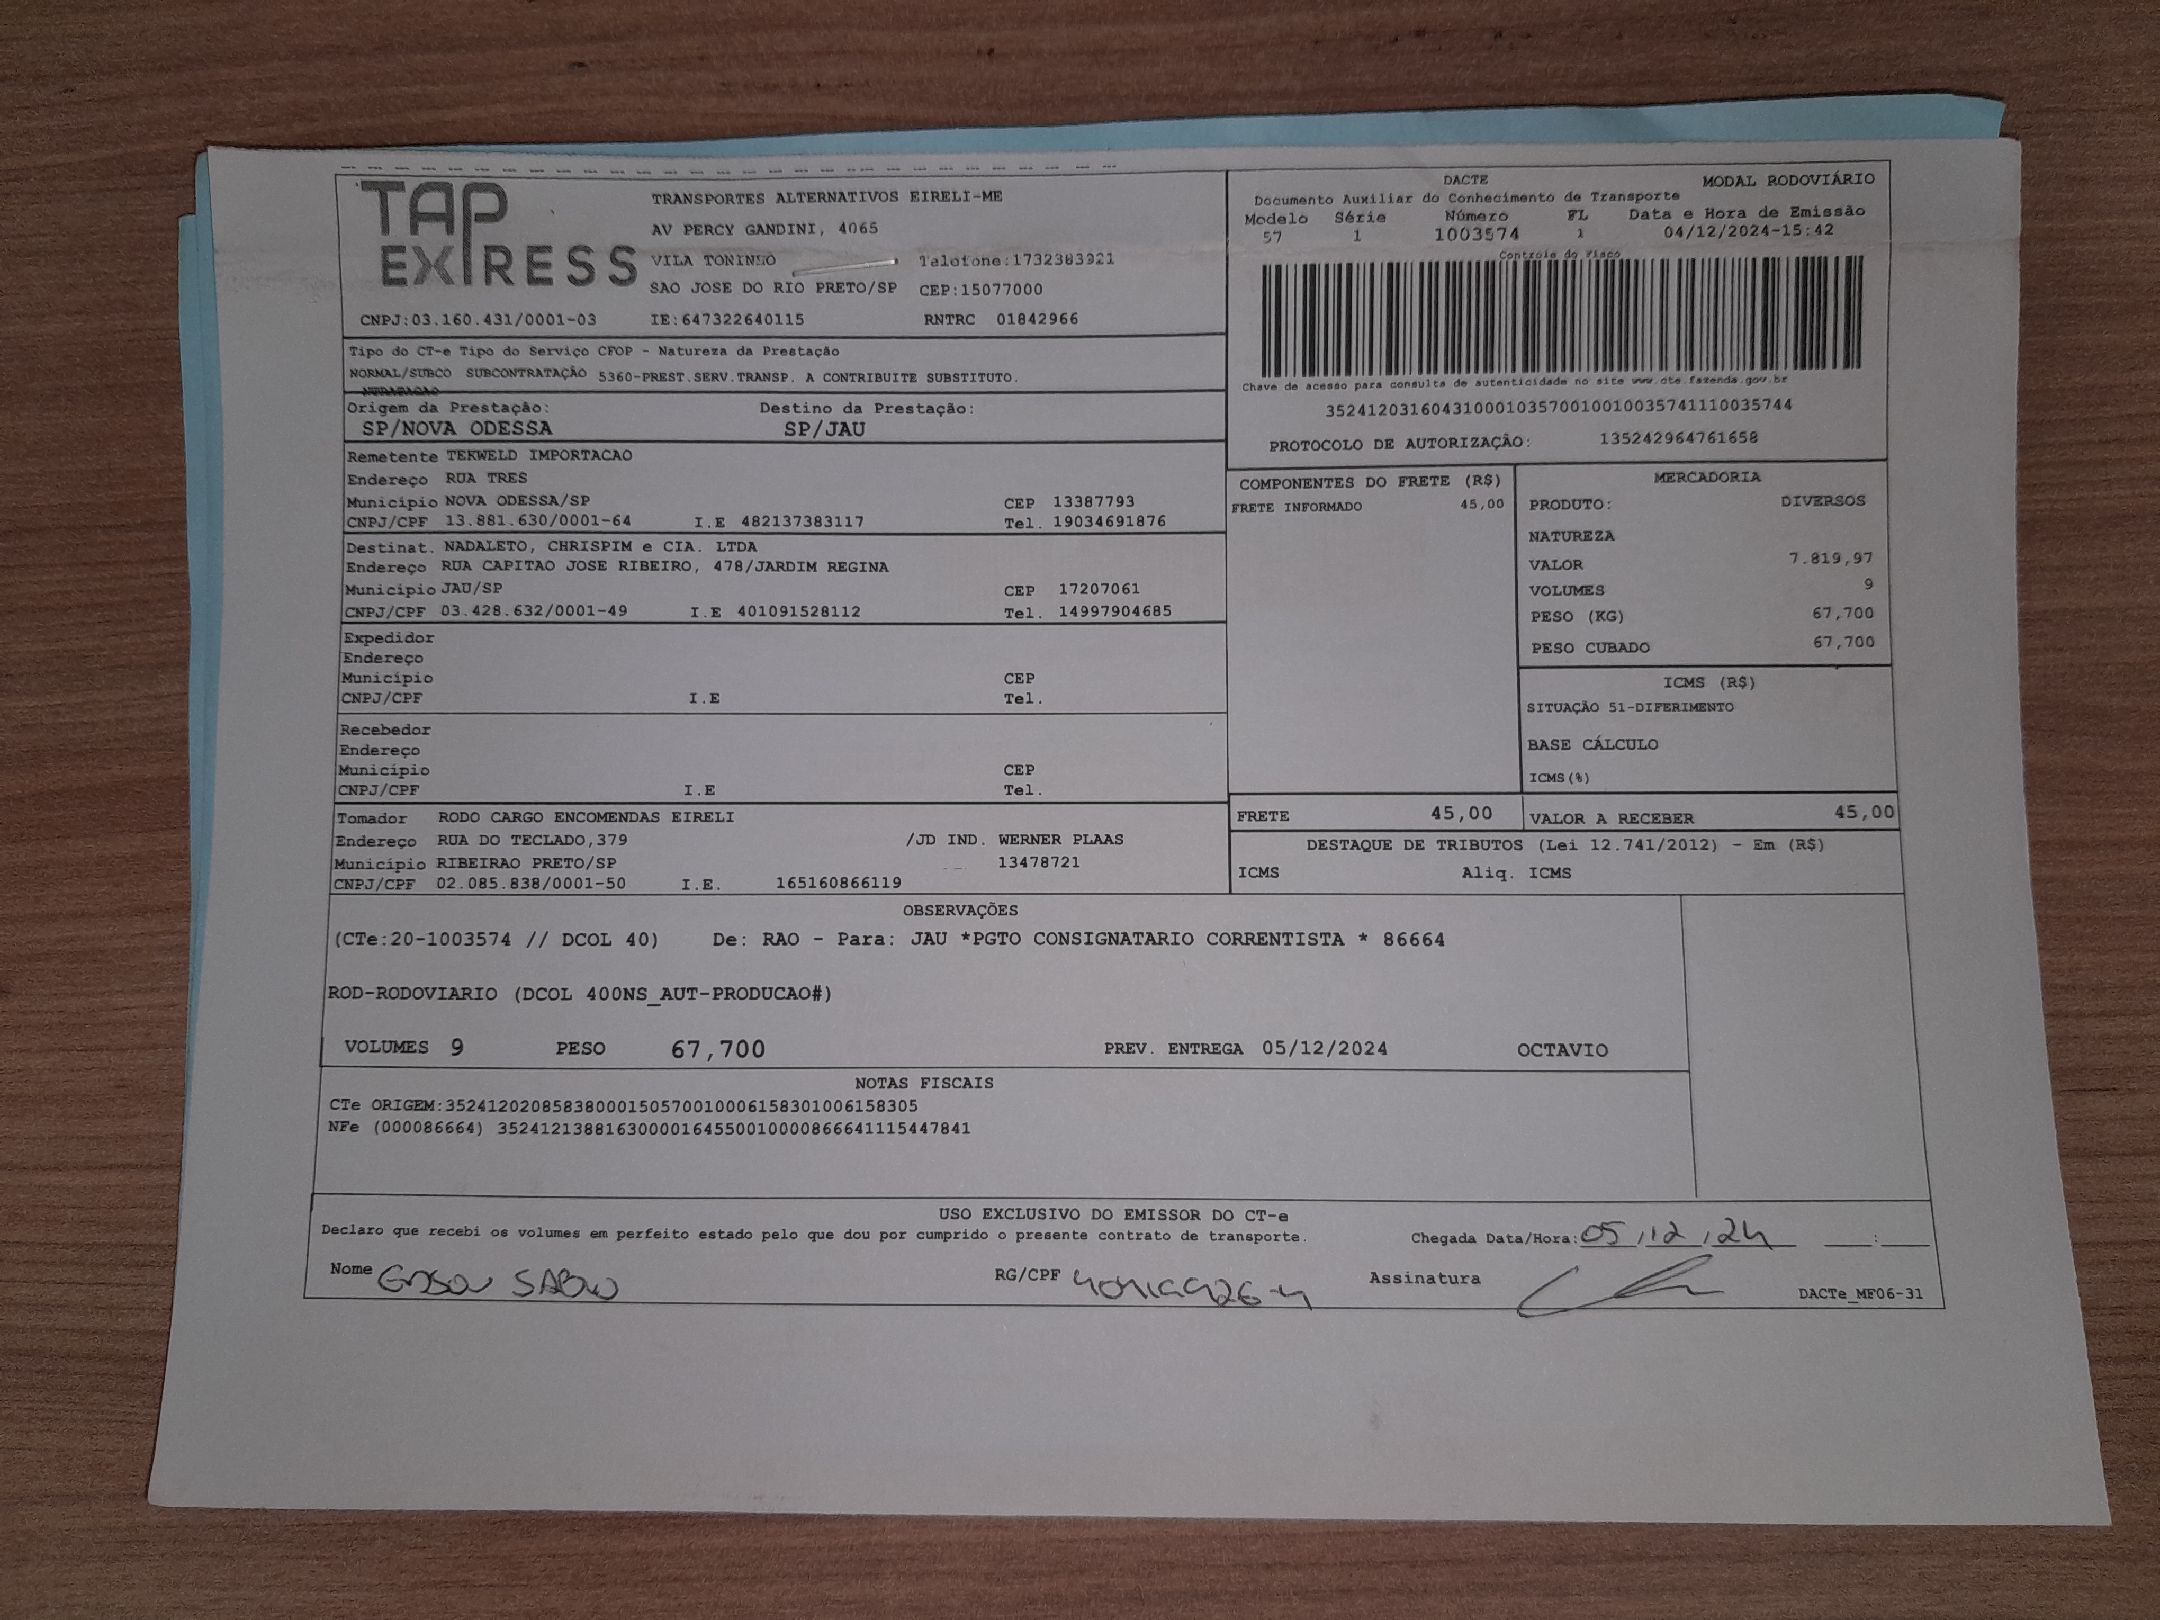 TAP
EXPRESS
TRANSPORTES ALTERNATIVOS EIRELI-ME
AV PERCY GANDINI, 4065
VILA TONINHO Telefone:1732383921
SAO JOSE DO RIO PRETO/SP CEP:15077000
CNPJ:03.160.431/0001-03 IE:647322640115 RNTRC 01842966
DACTE MODAL RODOVIÁRIO
Documento Auxiliar do Conhecimento de Transporte
Modelo Série Número FL Data e Hora de Emissão
57 1 1003574 1 04/12/2024-15:42
Controle do Fisco
Chave de acesso para consulta de autenticidade no site www.cte.fazenda.gov.br
35241203160431000103570010010035741110035744
PROTOCOLO DE AUTORIZAÇÃO: 135242964761658
Tipo do CT-e Tipo do Serviço CFOP - Natureza da Prestação
NORMAL/SUBCO SUBCONTRATAÇÃO 5360-PREST.SERV.TRANSP. A CONTRIBUITE SUBSTITUTO.
Origem da Prestação: Destino da Prestação:
SP/NOVA ODESSA SP/JAU
Remetente TEKWELD IMPORTACAO
Endereço RUA TRES
Município NOVA ODESSA/SP CEP 13387793
CNPJ/CPF 13.881.630/0001-64 I.E 482137383117 Tel. 19034691876
Destinat. NADALETO, CHRISPIM e CIA. LTDA
Endereço RUA CAPITAO JOSE RIBEIRO, 478/JARDIM REGINA
Município JAU/SP CEP 17207061
CNPJ/CPF 03.428.632/0001-49 I.E 401091528112 Tel. 14997904685
Expedidor
Endereço
Município CEP
CNPJ/CPF I.E Tel.
Recebedor
Endereço
Município CEP
CNPJ/CPF I.E Tel.
Tomador RODO CARGO ENCOMENDAS EIRELI
Endereço RUA DO TECLADO,379 /JD IND. WERNER PLAAS
Município RIBEIRAO PRETO/SP 13478721
CNPJ/CPF 02.085.838/0001-50 I.E. 165160866119
COMPONENTES DO FRETE (R$)
FRETE INFORMADO 45,00
MERCADORIA
PRODUTO: DIVERSOS
NATUREZA
VALOR 7.819,97
VOLUMES 9
PESO (KG) 67,700
PESO CUBADO 67,700
ICMS (R$)
SITUAÇÃO 51-DIFERIMENTO
BASE CÁLCULO
ICMS(%)
FRETE 45,00 VALOR A RECEBER 45,00
DESTAQUE DE TRIBUTOS (Lei 12.741/2012) - Em (R$)
ICMS Aliq. ICMS
OBSERVAÇÕES
(CTe:20-1003574 // DCOL 40) De: RAO - Para: JAU *PGTO CONSIGNATARIO CORRENTISTA * 86664
ROD-RODOVIARIO (DCOL 400NS_AUT-PRODUCAO#)
VOLUMES 9 PESO 67,700 PREV. ENTREGA 05/12/2024 OCTAVIO
NOTAS FISCAIS
CTe ORIGEM:35241202085838000150570010006158301006158305
NFe (000086664) 35241213881630000164550010000866641115447841
USO EXCLUSIVO DO EMISSOR DO CT-e
Declaro que recebi os volumes em perfeito estado pelo que dou por cumprido o presente contrato de transporte. Chegada Data/Hora: 05/12/24 :
Nome RG/CPF Assinatura DACTe_MF06-31